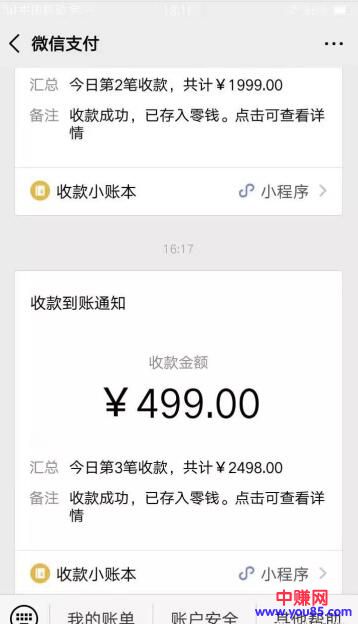 微信支付
汇总 今日第2笔收款，共计￥1999.00
备注 收款成功，已存入零钱。点击可查看详
情
收款小账本 小程序
16:17
收款到账通知
收款金额
￥499.00
汇总 今日第3笔收款，共计￥2498.00
备注 收款成功，已存入零钱。点击可查看详
情
收款小账本 小程序
中赚网
www.you85.com
我的账单 账户安全 其他帮助